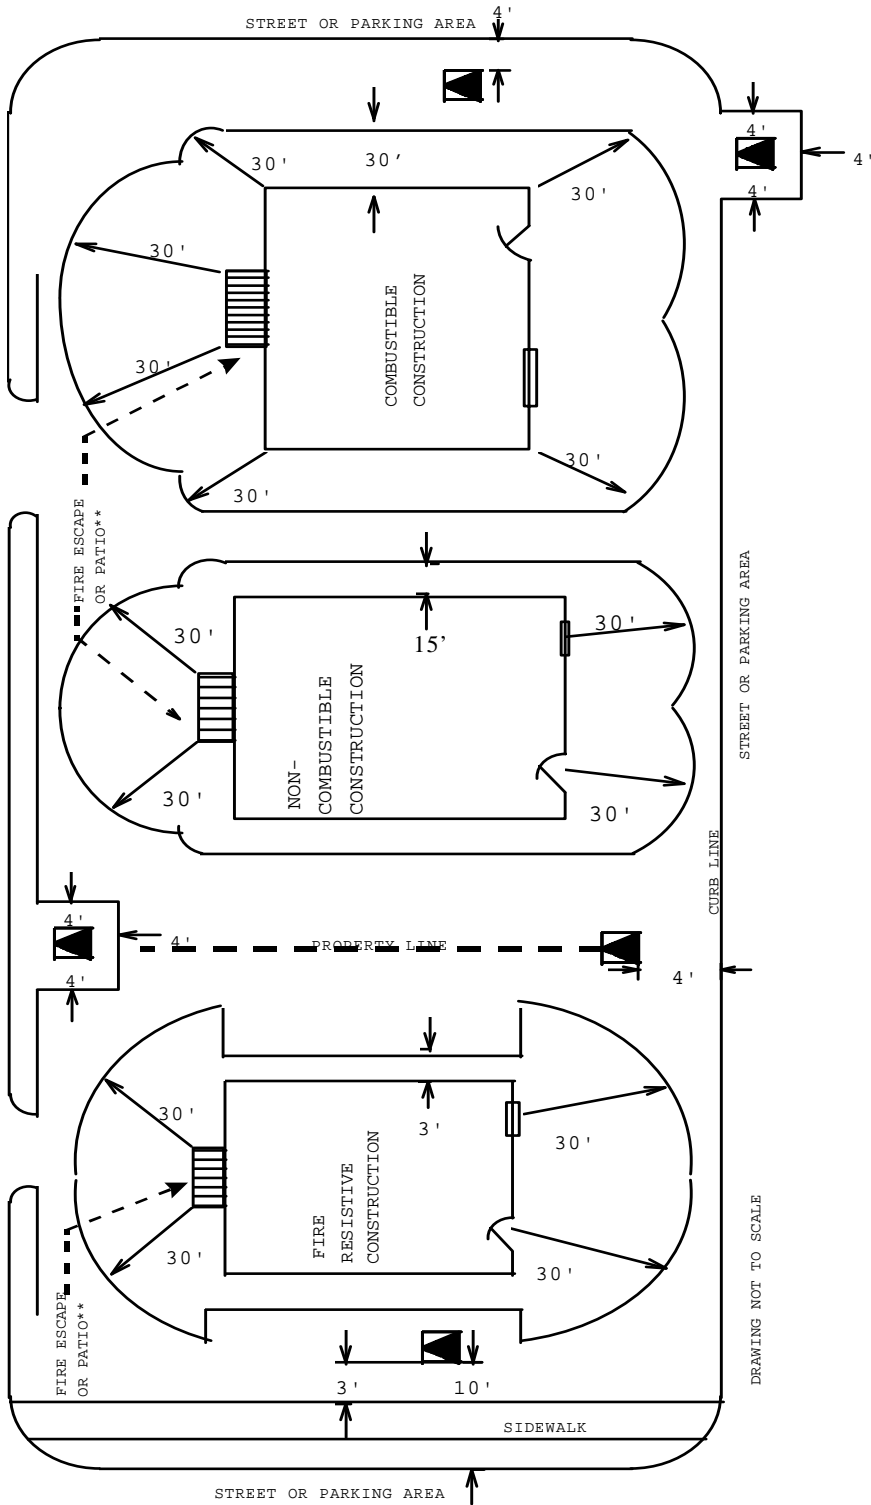 STREET OR PARKING AREA
4'
4'
4'
4'
30'
30'
30'
30'
30'
COMBUSTIBLE
CONSTRUCTION
30'
30'
30'
FIRE ESCAPE
OR PATIO**
30'
30'
15'
NON-
COMBUSTIBLE
CONSTRUCTION
STREET OR PARKING AREA
30'
30'
CURB LINE
4'
4'
4'
PROPERTY LINE
4'
30'
3'
30'
FIRE
RESISTIVE
CONSTRUCTION
30'
30'
FIRE ESCAPE
OR PATIO**
DRAWING NOT TO SCALE
3'
10'
SIDEWALK
STREET OR PARKING AREA